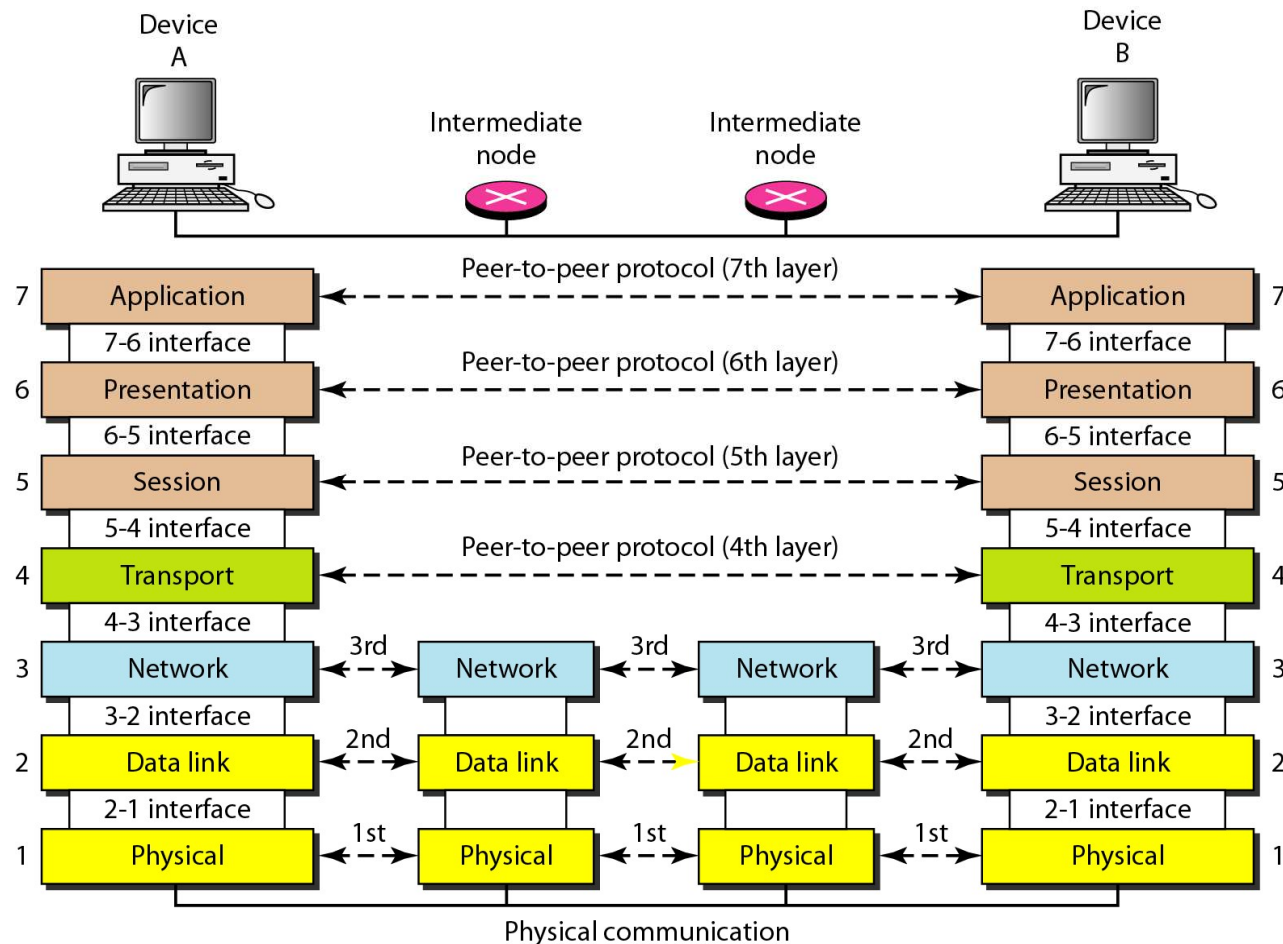 Device
A
Device
B
Intermediate
node
Intermediate
node
Peer-to-peer protocol (7th layer)
7 Application Application 7
7-6 interface 7-6 interface
Peer-to-peer protocol (6th layer)
6 Presentation Presentation 6
6-5 interface 6-5 interface
Peer-to-peer protocol (5th layer)
5 Session Session 5
5-4 interface 5-4 interface
Peer-to-peer protocol (4th layer)
4 Transport Transport 4
4-3 interface 4-3 interface
3rd 3rd 3rd
3 Network Network Network Network 3
3-2 interface 3-2 interface
2nd 2nd 2nd
2 Data link Data link Data link Data link 2
2-1 interface 2-1 interface
1st 1st 1st
1 Physical Physical Physical Physical 1
Physical communication